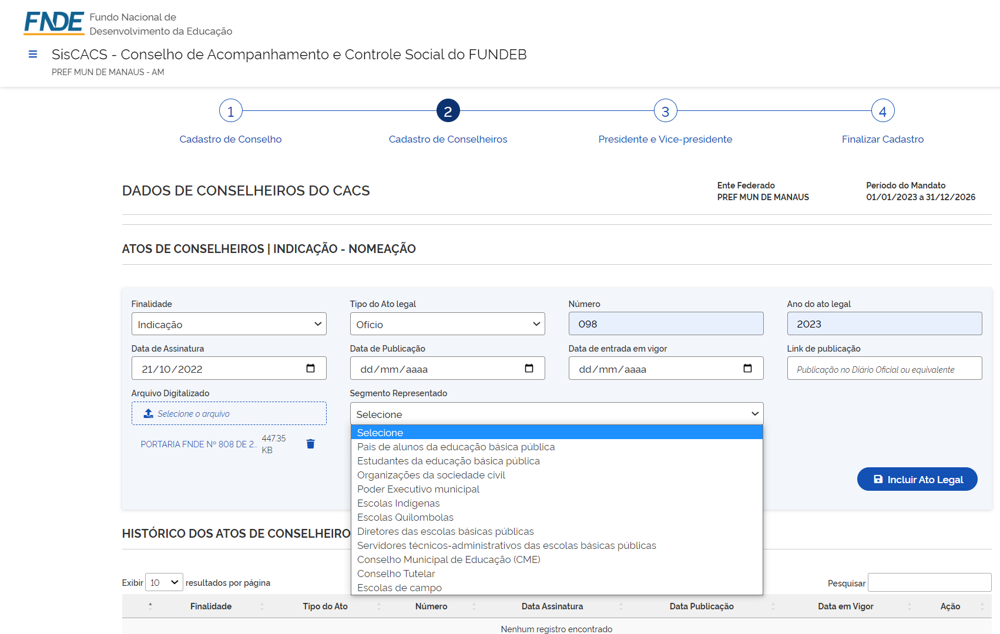 FNDE
Fundo Nacional de
Desenvolvimento da Educação
SisCACS - Conselho de Acompanhamento e Controle Social do FUNDEB
PREF MUN DE MANAUS - AM
1 2 3 4
Cadastro de Conselho Cadastro de Conselheiros Presidente e Vice-presidente Finalizar Cadastro
DADOS DE CONSELHEIROS DO CACS
Ente Federado
PREF MUN DE MANAUS
Período do Mandato
01/01/2023 a 31/12/2026
ATOS DE CONSELHEIROS | INDICAÇÃO - NOMEAÇÃO
Finalidade Tipo do Ato legal Número Ano do ato legal
Indicação Ofício 098 2023
Data de Assinatura Data de Publicação Data de entrada em vigor Link de publicação
21/10/2022 dd/mm/aaaa dd/mm/aaaa Publicação no Diário Oficial ou equivalente
Arquivo Digitalizado Segmento Representado
Selecione o arquivo Selecione
PORTARIA FNDE Nº 808 DE 2... 447.35 KB
Selecione
Pais de alunos da educação básica pública
Estudantes da educação básica pública
Organizações da sociedade civil
Poder Executivo municipal
Escolas Indígenas
Escolas Quilombolas
Diretores das escolas básicas públicas
Servidores técnicos-administrativos das escolas básicas públicas
Conselho Municipal de Educação (CME)
Conselho Tutelar
Escolas de campo
Incluir Ato Legal
HISTÓRICO DOS ATOS DE CONSELHEIRO
Exibir 10 resultados por página Pesquisar
Finalidade Tipo do Ato Número Data Assinatura Data Publicação Data em Vigor Ação
Nenhum registro encontrado